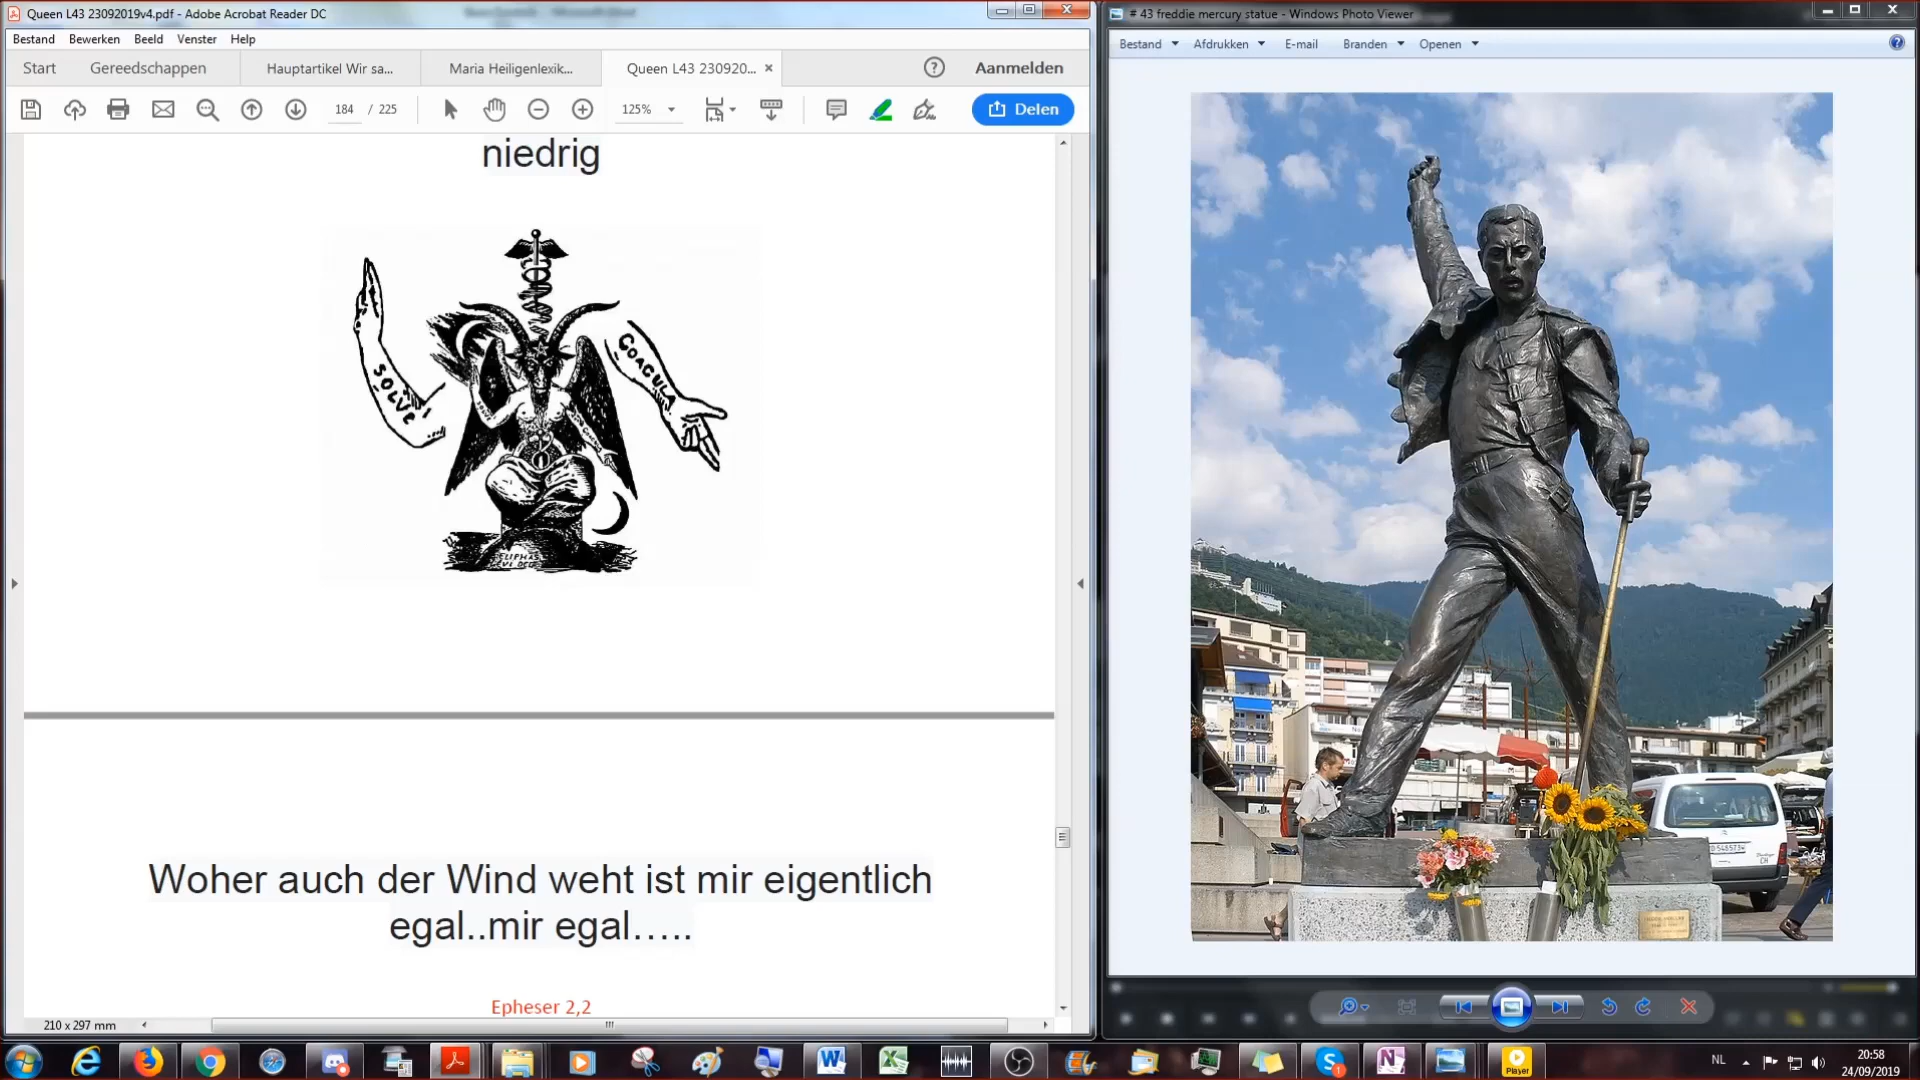 Queen L43 23092019v4.pdf - Adobe Acrobat Reader DC
Bestand Bewerken Beeld Venster Help
Start Gereedschappen Hauptartikel Wir sa... Maria Heiligenlexik... Queen L43 230920... × Aanmelden
184 / 225 125% Delen
niedrig
SOLVE
COAGULA
ELIPHAS
Woher auch der Wind weht ist mir eigentlich
egal..mir egal…..
Epheser 2,2
210 x 297 mm
# 43 freddie mercury statue - Windows Photo Viewer
Bestand Afdrukken E-mail Branden Openen
CH
Player
NL
20:58
24/09/2019